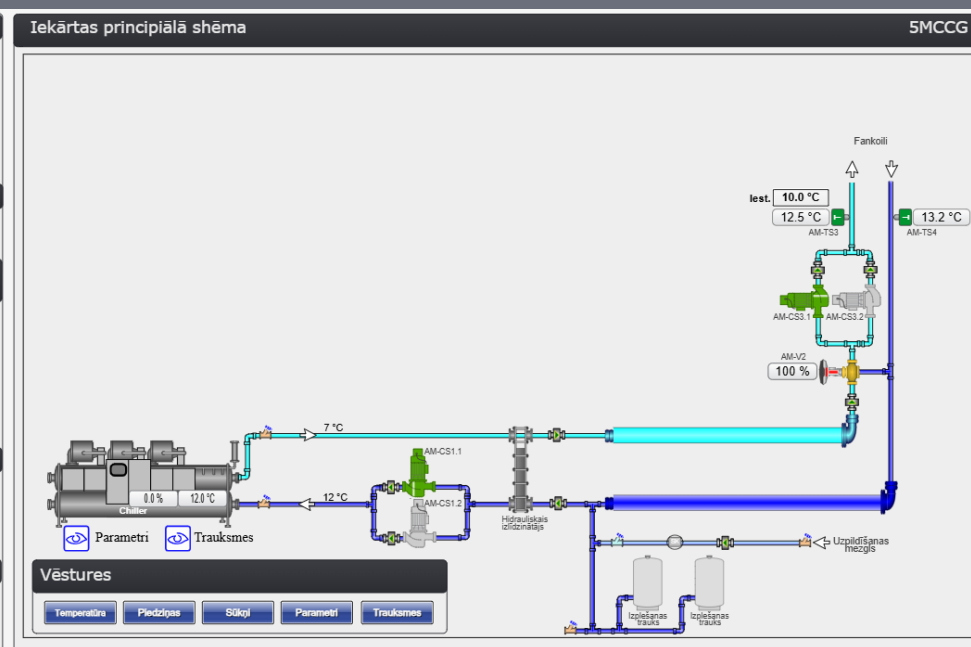 Iekārtas principiālā shēma
5MCCG
Fankoili
Iest. 10.0 °C
12.5 °C
13.2 °C
AM-TS3
AM-TS4
AM-CS3.1
AM-CS3.2
AM-V2
100 %
7 °C
AM-CS1.1
0.0 %
12.0 °C
12 °C
AM-CS1.2
Chiller
Hidrauliskais
izlīdzinātājs
Parametri
Trauksmes
Uzpildīšanas
mezgls
Vēstures
Temperatūra
Piedziņas
Sūkņi
Parametri
Trauksmes
Izplešanas
trauks
Izplešanas
trauks